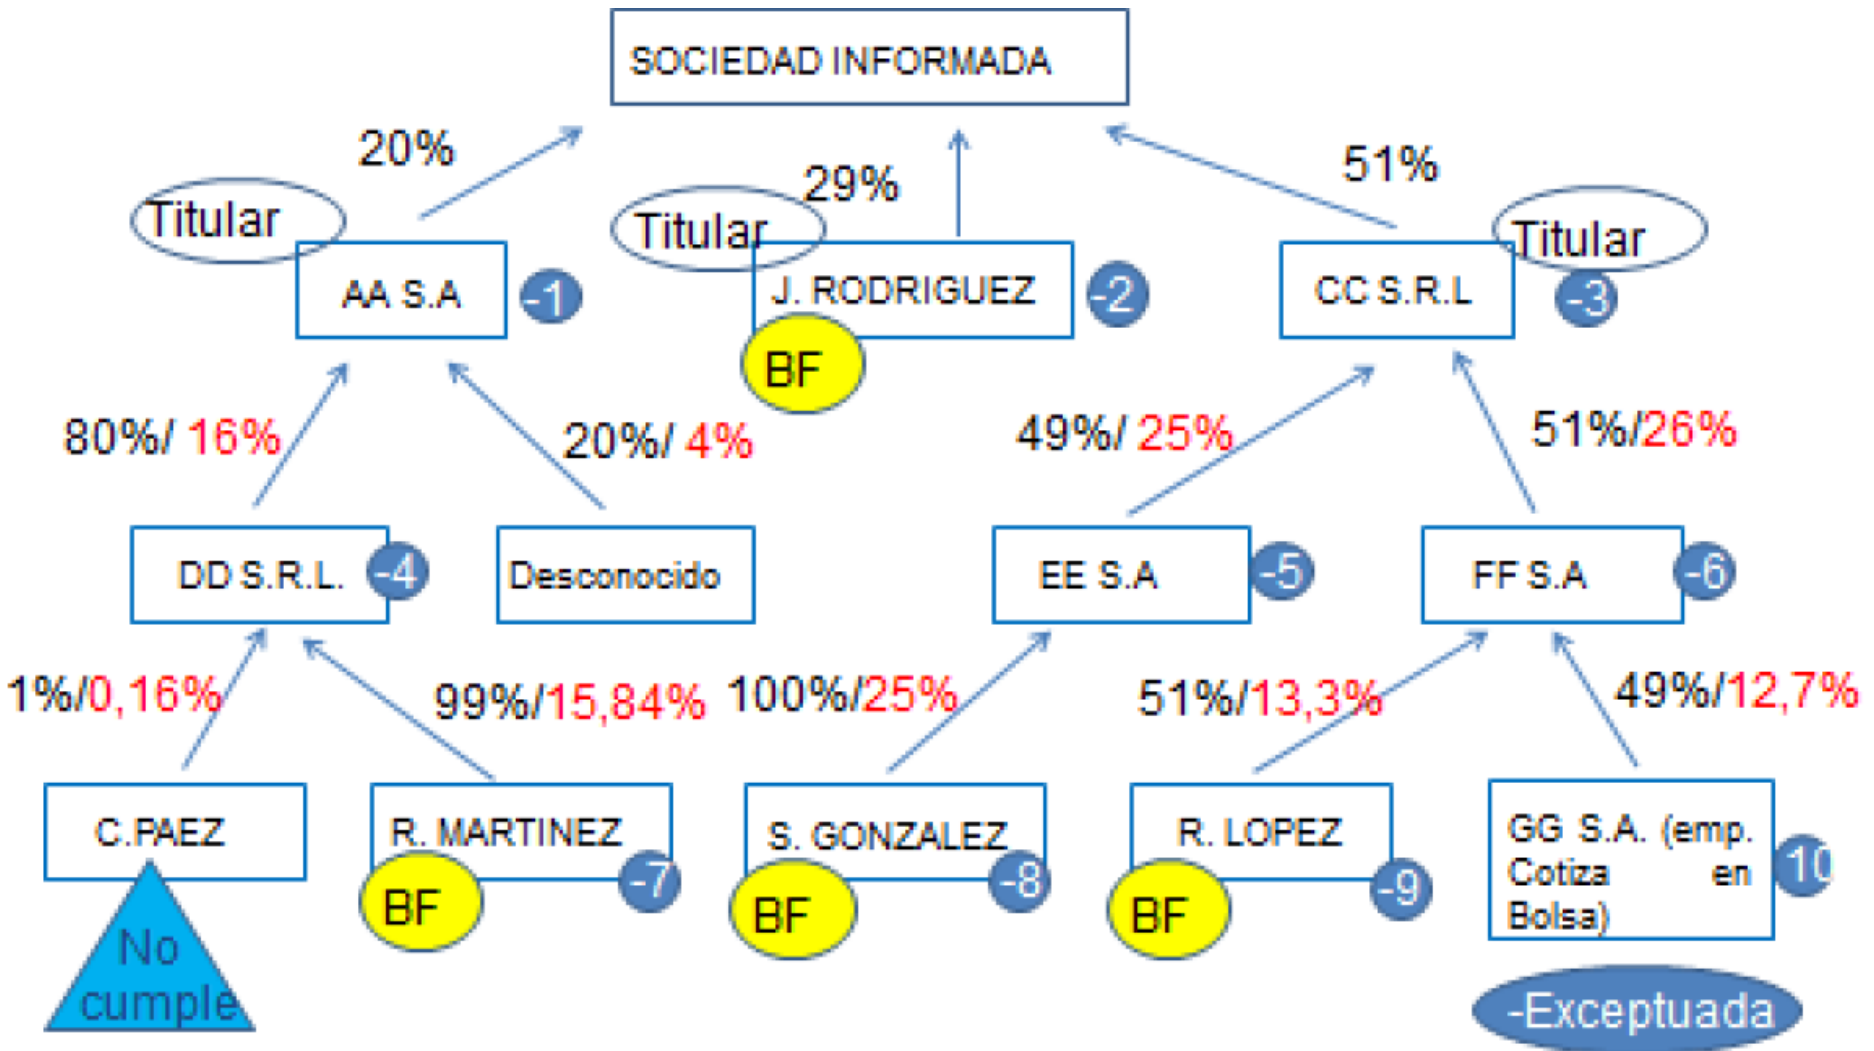 SOCIEDAD INFORMADA
20%
29%
51%
Titular
Titular
Titular
AA S.A
-1
J. RODRIGUEZ
-2
CC S.R.L
-3
BF
80%/ 16%
20%/ 4%
49%/ 25%
51%/26%
DD S.R.L.
-4
Desconocido
EE S.A
-5
FF S.A
-6
1%/0,16%
99%/15,84%
100%/25%
51%/13,3%
49%/12,7%
C.PAEZ
R. MARTINEZ
-7
S. GONZALEZ
-8
R. LOPEZ
-9
GG S.A. (emp.
Cotiza en
Bolsa)
10
BF
BF
BF
No
cumple
-Exceptuada